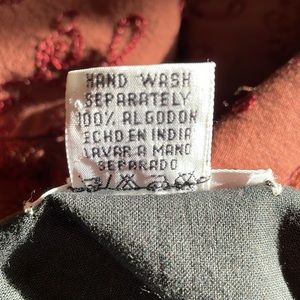 HAND WASH
SEPARATELY
100% ALGODON
ECHO EN INDIA
LAVAR A MANO
SEPARADO